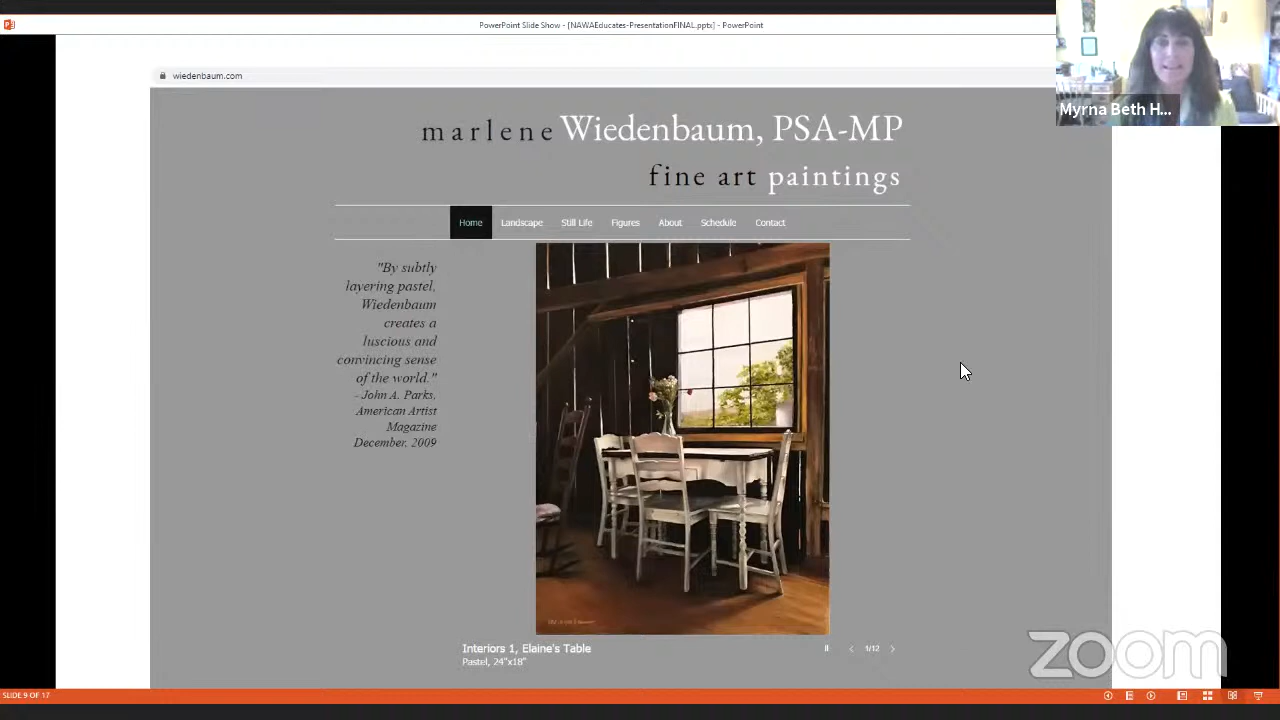 PowerPoint Slide Show - [NAWAEducates-PresentationFINAL.pptx] - PowerPoint
wiedenbaum.com
Myrna Beth H...
marlene Wiedenbaum, PSA-MP
fine art paintings
Home Landscape Still Life Figures About Schedule Contact
"By subtly
layering pastel,
Wiedenbaum
creates a
luscious and
convincing sense
of the world."
- John A. Parks,
American Artist
Magazine
December, 2009
Interiors 1, Elaine's Table
1/12
Pastel, 24"x18"
zoom
SLIDE 9 OF 17